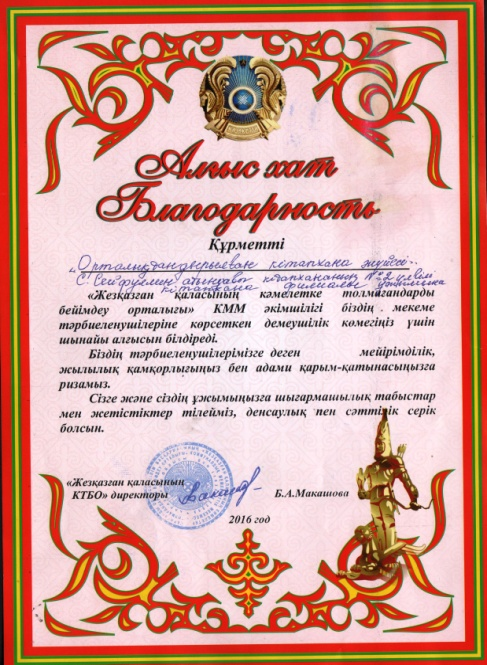 Алғыс хат
Благодарность
Құрметті
„Орталықтандырылған кітапхана жүйесі"
С. Сейфуллин атындағы кітапхананың №2 үлгілі
кітапхана филиалы ұжымына
«Жезқазған қаласының кәмелетке толмағандарды
бейімдеу орталығы» КММ әкімшілігі біздің мекеме
тәрбиеленушілеріне көрсеткен демеушілік көмегіңіз үшін
шынайы алғысын білдіреді.
Біздің тәрбиеленушілерімізге деген мейірімділік,
жылылық қамқорлығыңыз бен адами қарым-қатынасыңызға
ризамыз.
Сізге және сіздің ұжымыңызға шығармашылық табыстар
мен жетістіктер тілейміз, денсаулық пен сәттілік серік
болсын.
«Жезқазған қаласының
КТБО» директоры
Б.А.Макашова
2016 год